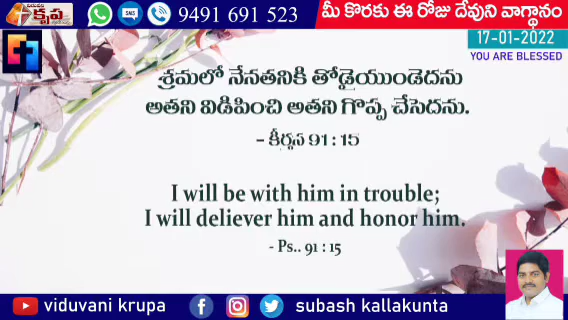 కృప
9491 691 523
మీ కొరకు ఈ రోజు దేవుని వాగ్ధానం
17-01-2022
YOU ARE BLESSED
శ్రమలో నేనతనికి తోడైయుండెదను
అతని విడిపించి అతని గొప్ప చేసెదను.
- కీర్తన 91 : 15
I will be with him in trouble;
I will deliever him and honor him.
- Ps.. 91 : 15
viduvani krupa
subash kallakunta